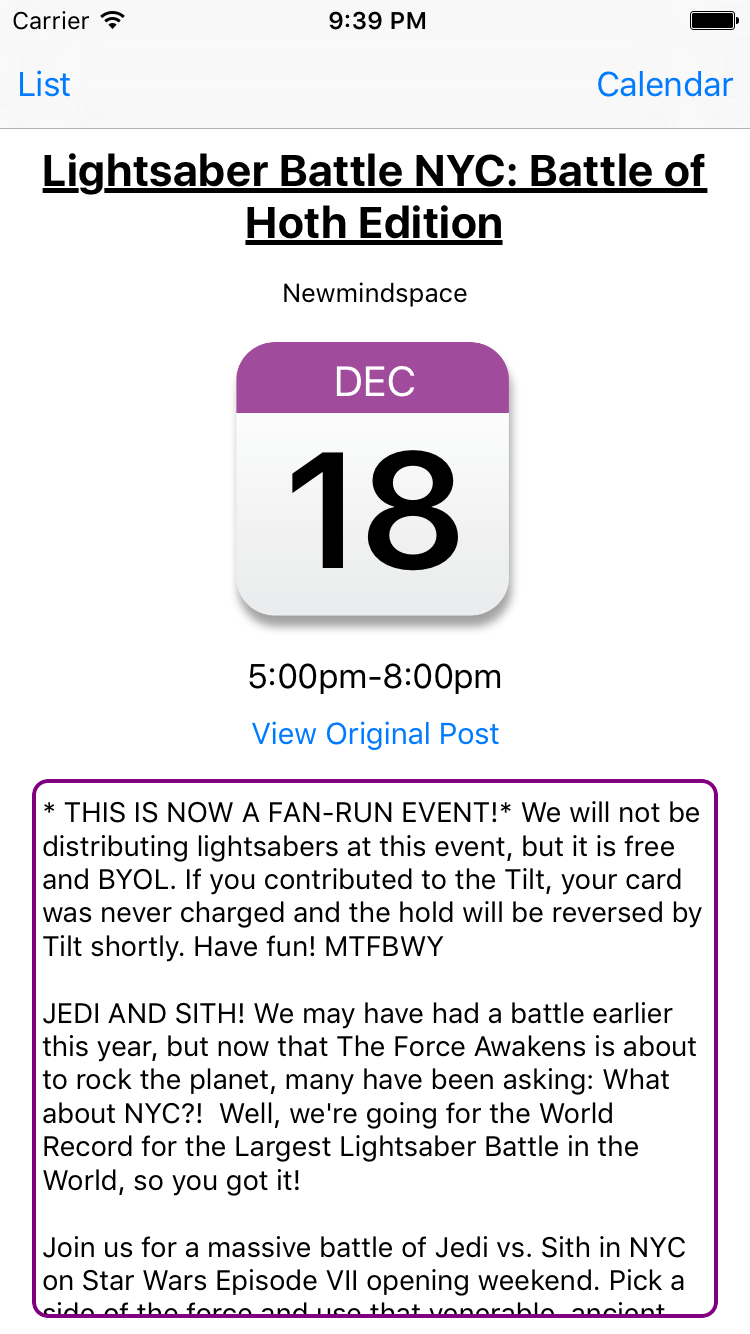 Carrier 9:39 PM
List Calendar
Lightsaber Battle NYC: Battle of
Hoth Edition
Newmindspace
DEC
18
5:00pm-8:00pm
View Original Post
* THIS IS NOW A FAN-RUN EVENT!* We will not be
distributing lightsabers at this event, but it is free
and BYOL. If you contributed to the Tilt, your card
was never charged and the hold will be reversed by
Tilt shortly. Have fun! MTFBWY
JEDI AND SITH! We may have had a battle earlier
this year, but now that The Force Awakens is about
to rock the planet, many have been asking: What
about NYC?!  Well, we're going for the World
Record for the Largest Lightsaber Battle in the
World, so you got it!
Join us for a massive battle of Jedi vs. Sith in NYC
on Star Wars Episode VII opening weekend. Pick a
side of the force and use that venerable, ancient